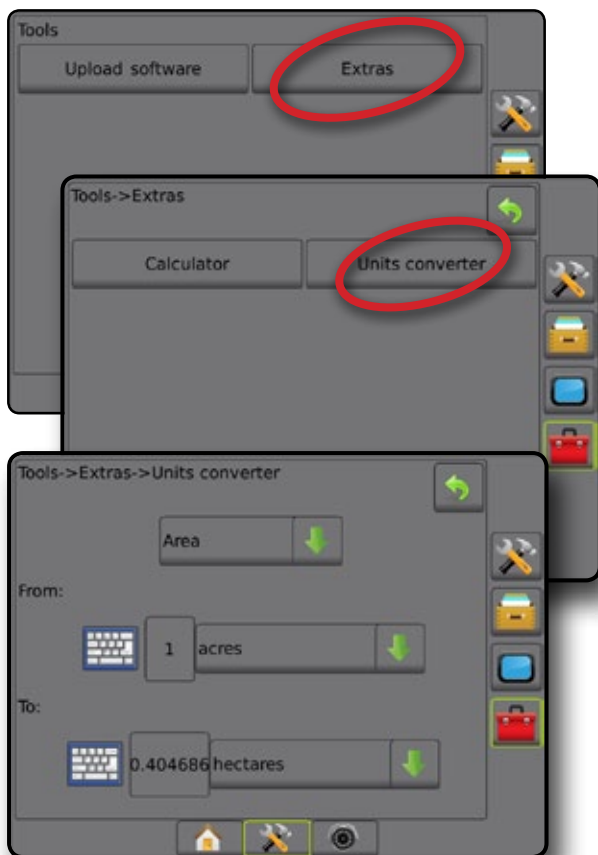 Tools
Upload software Extras
Tools->Extras
Calculator Units converter
Tools->Extras->Units converter
Area
From:
1 acres
To:
0.404686 hectares